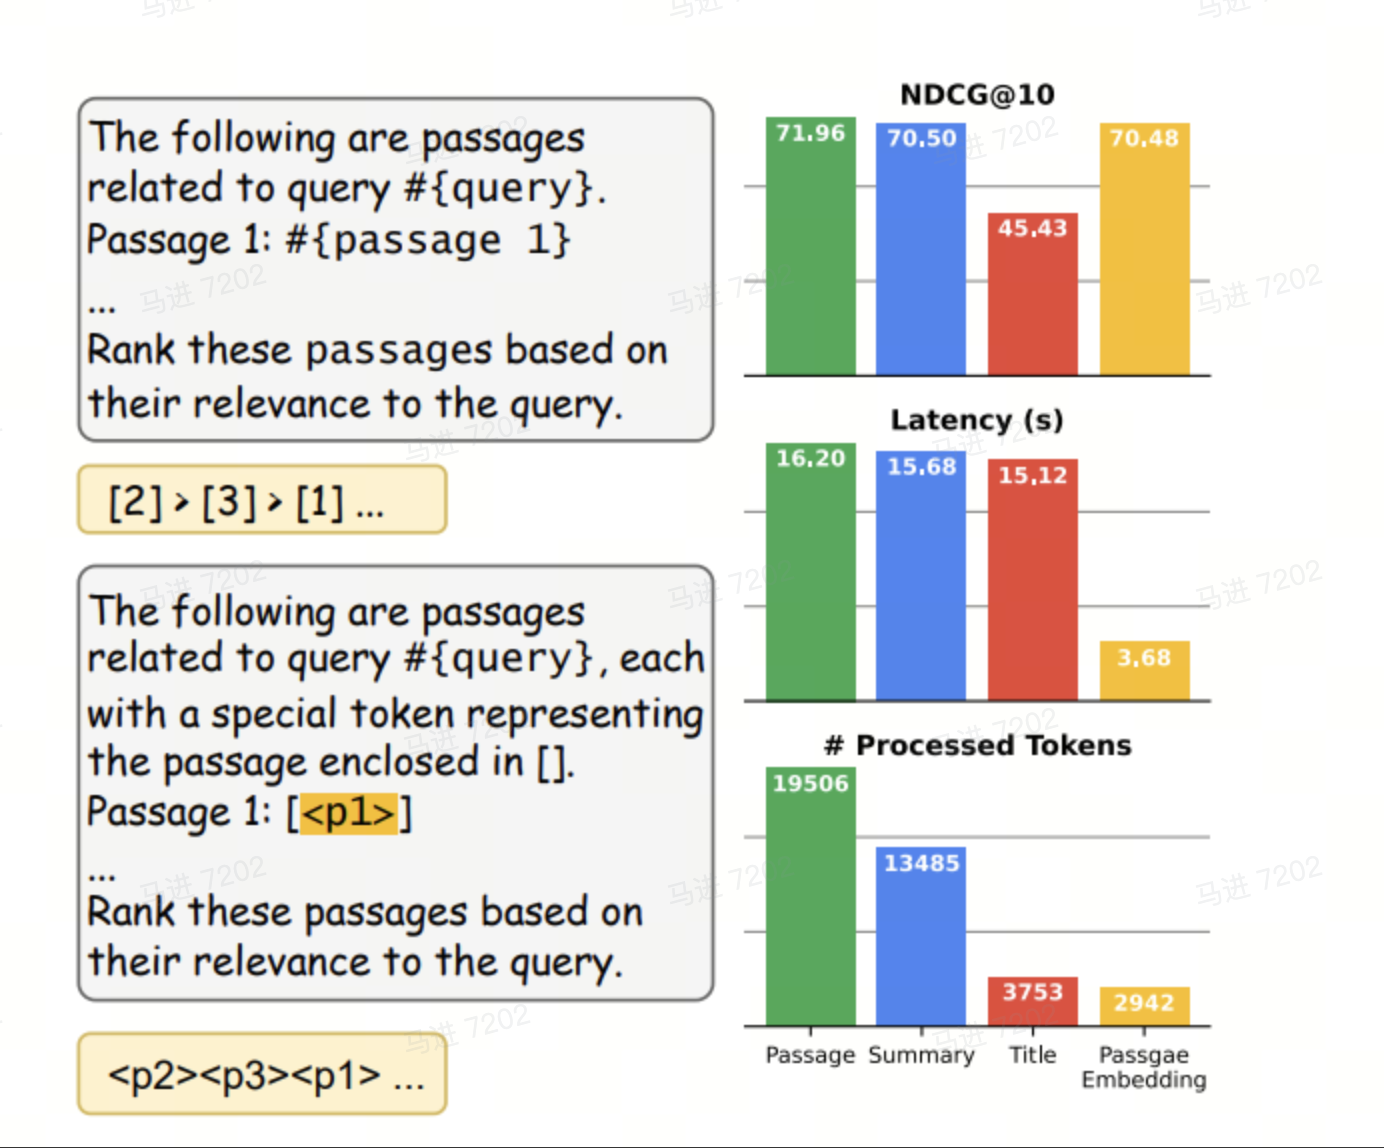 The following are passages
related to query #{query}.
Passage 1: #{passage 1}
...
Rank these passages based on
their relevance to the query.
[2] > [3] > [1] ...
The following are passages
related to query #{query}, each
with a special token representing
the passage enclosed in [].
Passage 1: [<p1>]
...
Rank these passages based on
their relevance to the query.
<p2><p3><p1> ...
NDCG@10
71.96 70.50 45.43 70.48
Latency (s)
16.20 15.68 15.12 3.68
# Processed Tokens
19506 13485 3753 2942
Passage Summary Title Passgae
Embedding
马进 7202